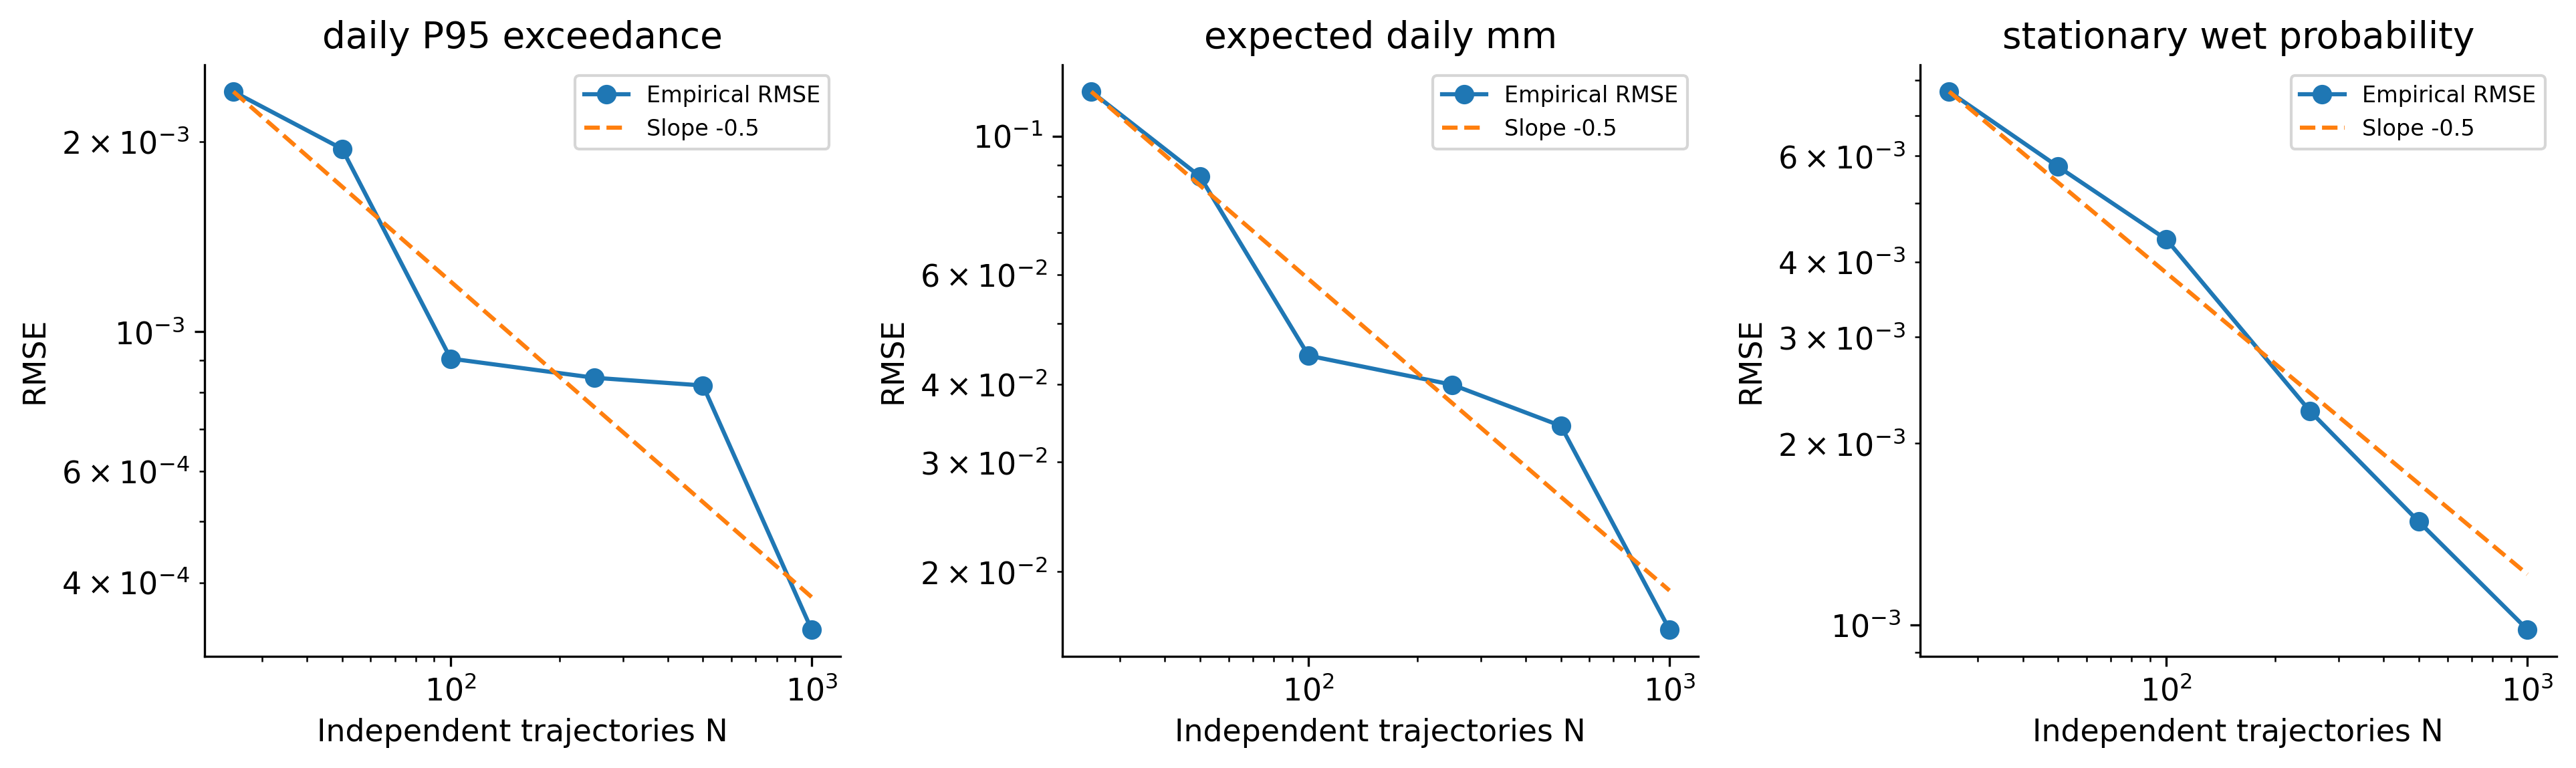 daily P95 exceedance
Empirical RMSE
Slope -0.5
2 × 10⁻³
10⁻³
6 × 10⁻⁴
4 × 10⁻⁴
RMSE
10² 10³
Independent trajectories N
expected daily mm
Empirical RMSE
Slope -0.5
10⁻¹
6 × 10⁻²
4 × 10⁻²
3 × 10⁻²
2 × 10⁻²
RMSE
10² 10³
Independent trajectories N
stationary wet probability
Empirical RMSE
Slope -0.5
6 × 10⁻³
4 × 10⁻³
3 × 10⁻³
2 × 10⁻³
10⁻³
RMSE
10² 10³
Independent trajectories N